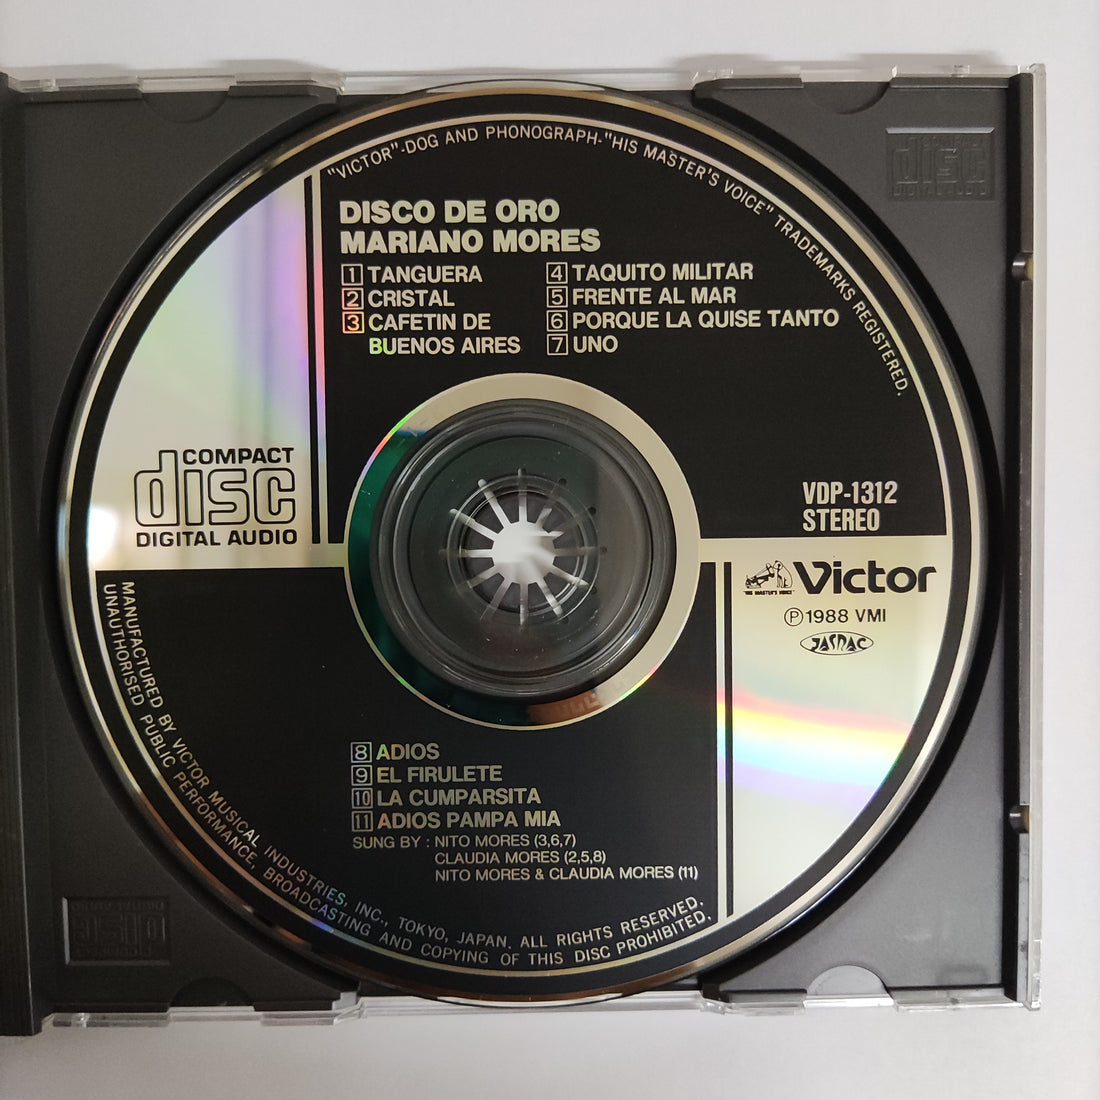 "VICTOR"-DOG AND PHONOGRAPH-"HIS MASTER'S VOICE" TRADEMARKS REGISTERED.
DISCO DE ORO
MARIANO MORES
1 TANGUERA
2 CRISTAL
3 CAFETIN DE
BUENOS AIRES
4 TAQUITO MILITAR
5 FRENTE AL MAR
6 PORQUE LA QUISE TANTO
7 UNO
COMPACT
disc
DIGITAL AUDIO
VDP-1312
STEREO
"HIS MASTER'S VOICE"
Victor
Ⓟ 1988 VMI
JASRAC
8 ADIOS
9 EL FIRULETE
10 LA CUMPARSITA
11 ADIOS PAMPA MIA
SUNG BY : NITO MORES (3,6,7)
CLAUDIA MORES (2,5,8)
NITO MORES & CLAUDIA MORES (11)
MANUFACTURED BY VICTOR MUSICAL INDUSTRIES, INC., TOKYO, JAPAN. ALL RIGHTS RESERVED.
UNAUTHORISED PUBLIC PERFORMANCE, BROADCASTING AND COPYING OF THIS DISC PROHIBITED.
disc
disc